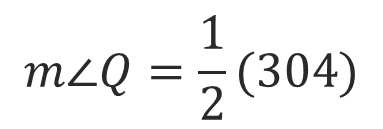 m∠Q = 1/2 (304)